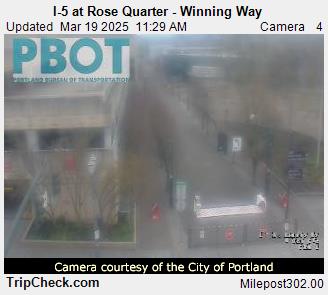 I-5 at Rose Quarter - Winning Way
Updated Mar 19 2025 11:29 AM Camera 4
PBOT
PORTLAND BUREAU OF TRANSPORTATION
Camera courtesy of the City of Portland
TripCheck.com Milepost302.00